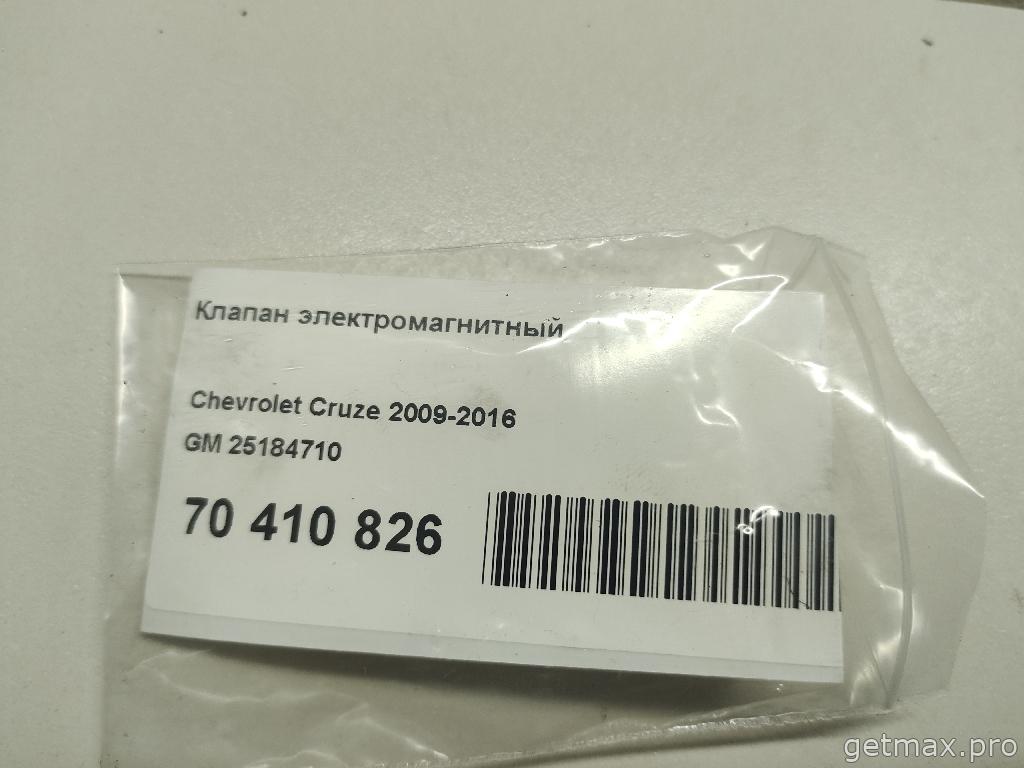 Клапан электромагнитный
Chevrolet Cruze 2009-2016
GM 25184710
70 410 826
getmax.pro